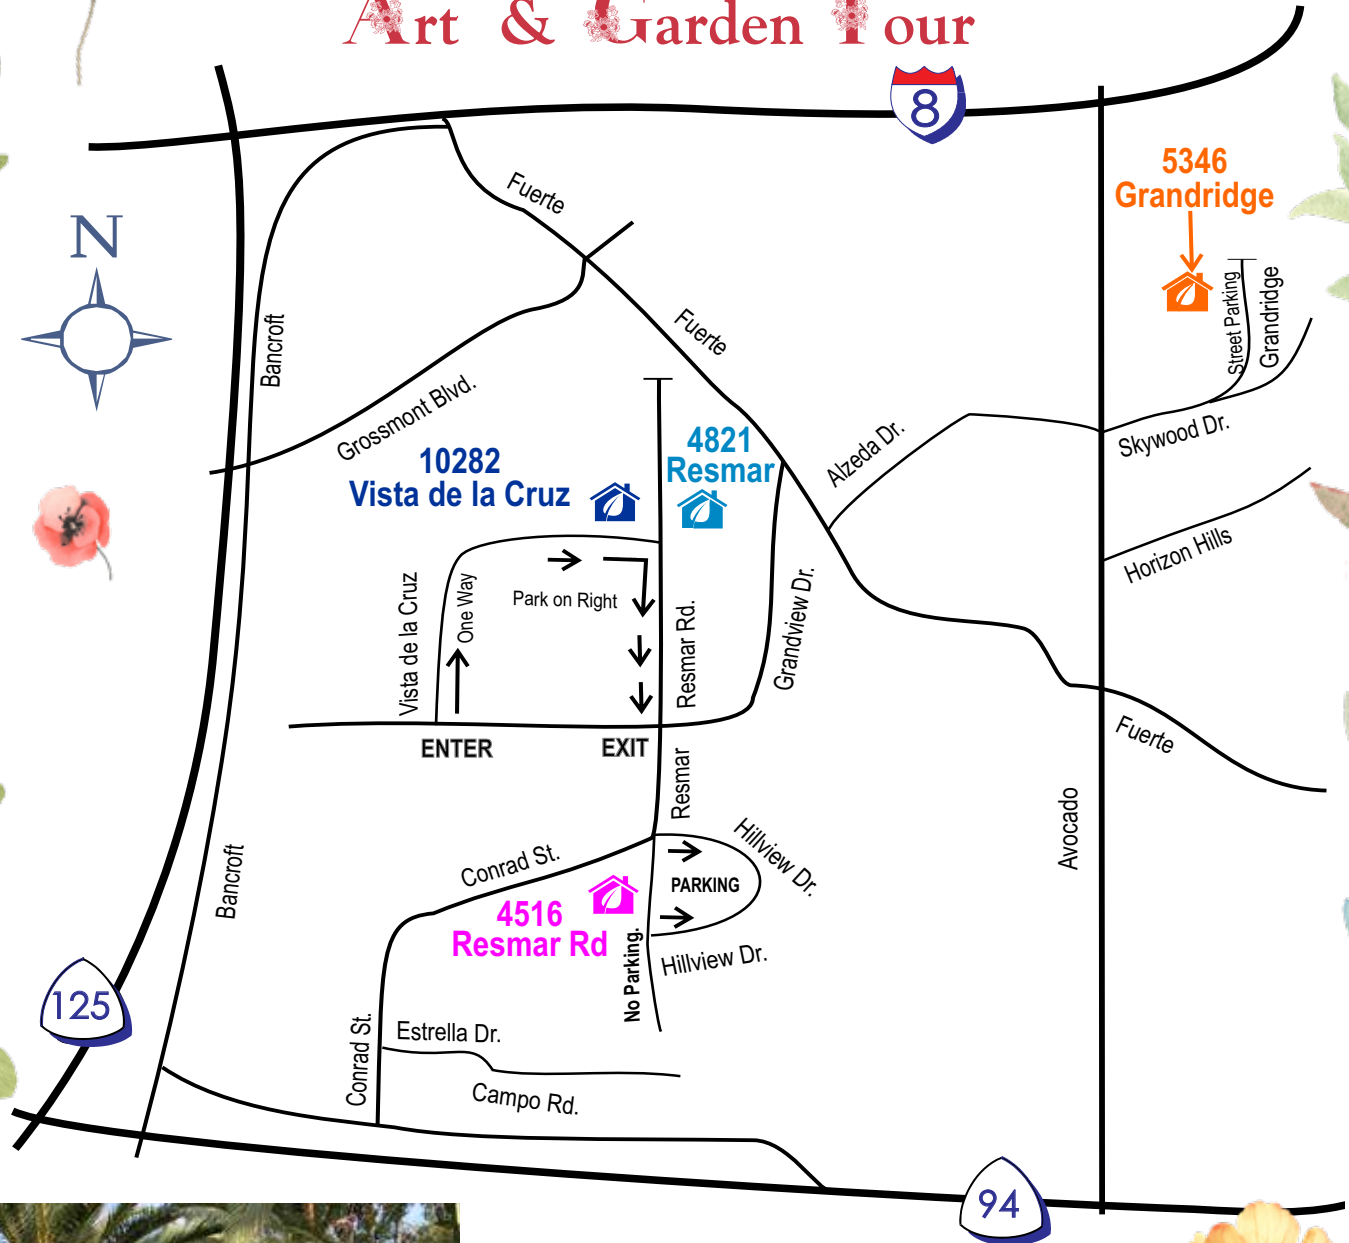 Art & Garden Tour
8
5346
Grandridge
N
Fuerte
Street Parking
Grandridge
Bancroft
Fuerte
Grossmont Blvd.
Alzeda Dr.
Skywood Dr.
4821
Resmar
10282
Vista de la Cruz
Horizon Hills
Vista de la Cruz
One Way
Park on Right
Resmar Rd.
Grandview Dr.
ENTER
EXIT
Fuerte
Resmar
Avocado
Hillview Dr.
Conrad St.
PARKING
Bancroft
4516
Resmar Rd
No Parking.
Hillview Dr.
125
Conrad St.
Estrella Dr.
Campo Rd.
94